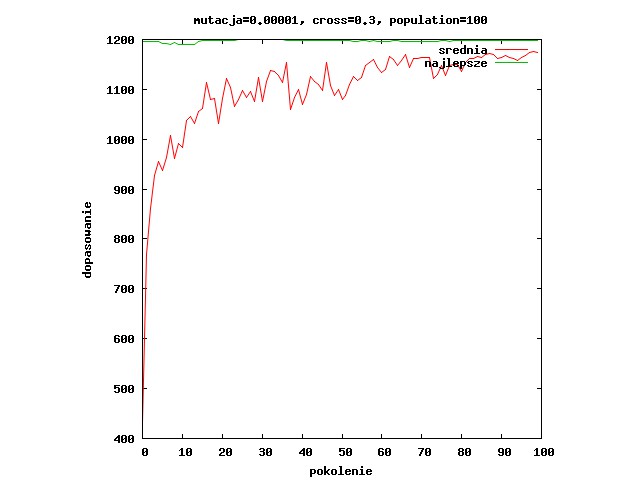 mutacja=0.00001, cross=0.3, population=100
1200
srednia
najlepsze
1100
1000
900
800
700
600
500
400
dopasowanie
0 10 20 30 40 50 60 70 80 90 100
pokolenie